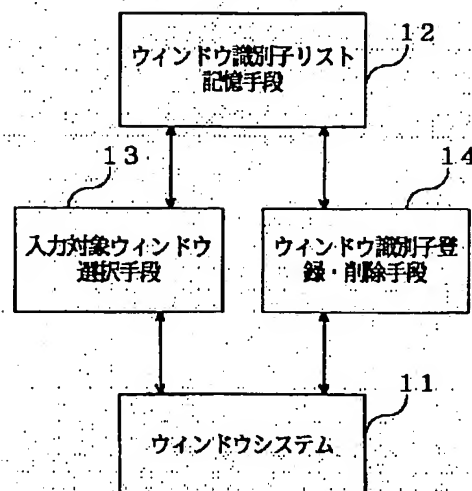 12
ウィンドウ識別子リスト
記憶手段
13
14
入力対象ウィンドウ
選択手段
ウィンドウ識別子登
録・削除手段
11
ウィンドウシステム